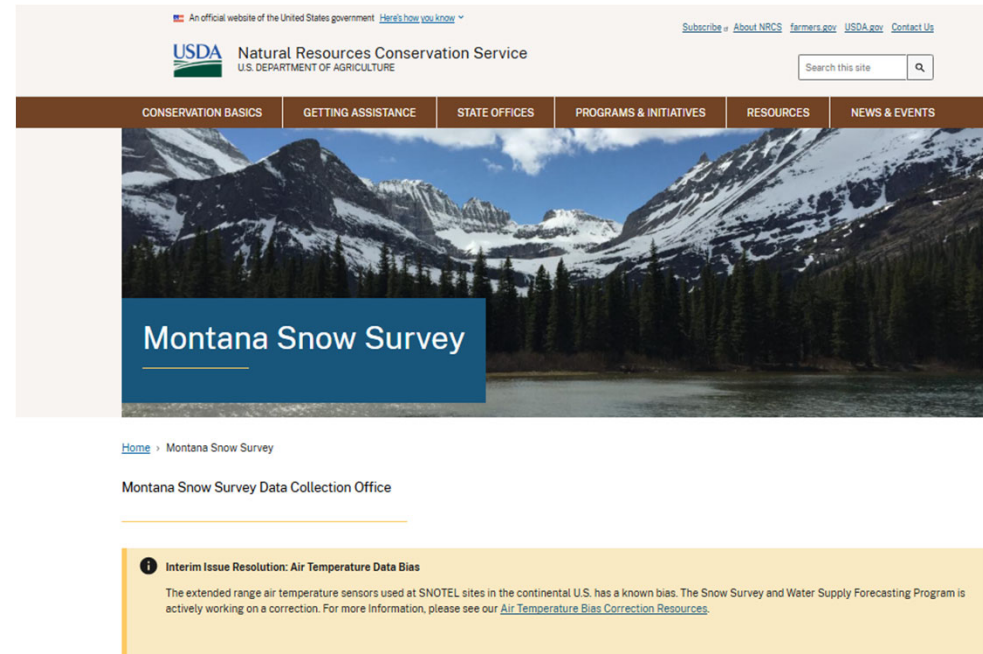 An official website of the United States government Here's how you know
Subscribe About NRCS farmers.gov USDA.gov Contact Us
USDA
Natural Resources Conservation Service
U.S. DEPARTMENT OF AGRICULTURE
Search this site
CONSERVATION BASICS GETTING ASSISTANCE STATE OFFICES PROGRAMS & INITIATIVES RESOURCES NEWS & EVENTS
Montana Snow Survey
Home › Montana Snow Survey
Montana Snow Survey Data Collection Office
Interim Issue Resolution: Air Temperature Data Bias
The extended range air temperature sensors used at SNOTEL sites in the continental U.S. has a known bias. The Snow Survey and Water Supply Forecasting Program is
actively working on a correction. For more Information, please see our Air Temperature Bias Correction Resources.